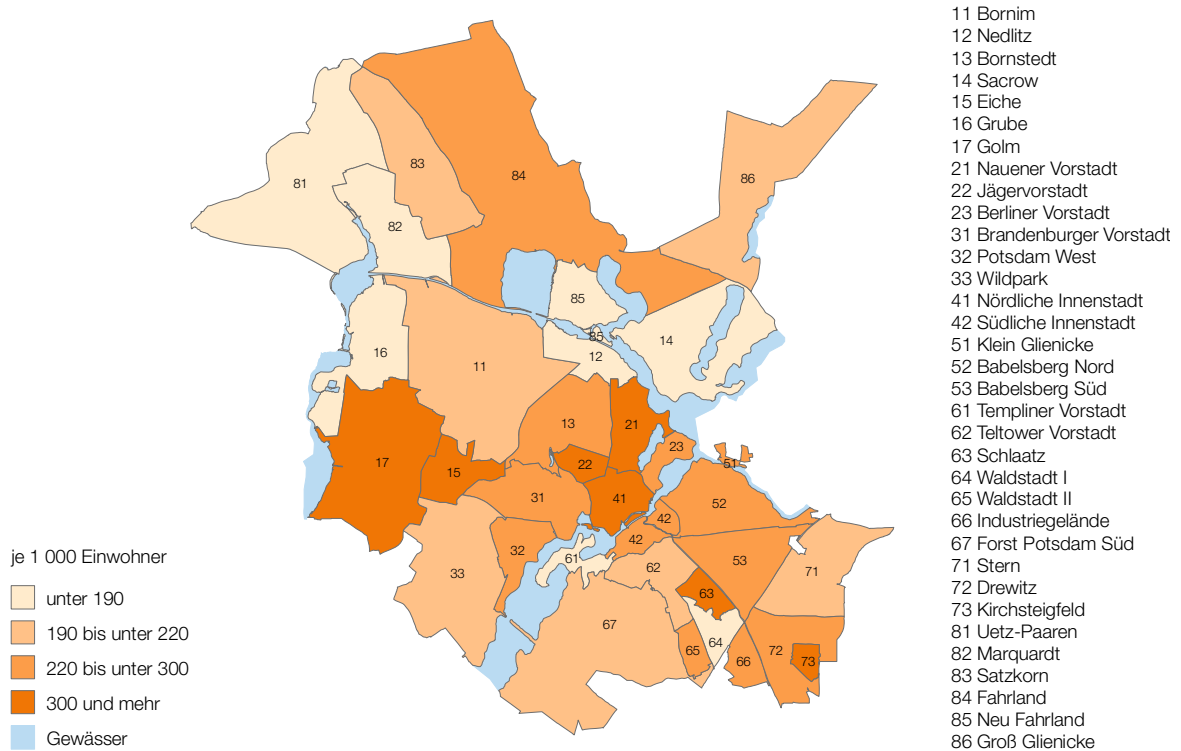 84
83
81
86
82
85
85
14
12
16
11
13
21
23
22
17
15
51
31
41
52
42
42
32
53
61
62
33
71
63
67
64
65
66
72
73
je 1 000 Einwohner
unter 190
190 bis unter 220
220 bis unter 300
300 und mehr
Gewässer
11 Bornim
12 Nedlitz
13 Bornstedt
14 Sacrow
15 Eiche
16 Grube
17 Golm
21 Nauener Vorstadt
22 Jägervorstadt
23 Berliner Vorstadt
31 Brandenburger Vorstadt
32 Potsdam West
33 Wildpark
41 Nördliche Innenstadt
42 Südliche Innenstadt
51 Klein Glienicke
52 Babelsberg Nord
53 Babelsberg Süd
61 Templiner Vorstadt
62 Teltower Vorstadt
63 Schlaatz
64 Waldstadt I
65 Waldstadt II
66 Industriegelände
67 Forst Potsdam Süd
71 Stern
72 Drewitz
73 Kirchsteigfeld
81 Uetz-Paaren
82 Marquardt
83 Satzkorn
84 Fahrland
85 Neu Fahrland
86 Groß Glienicke